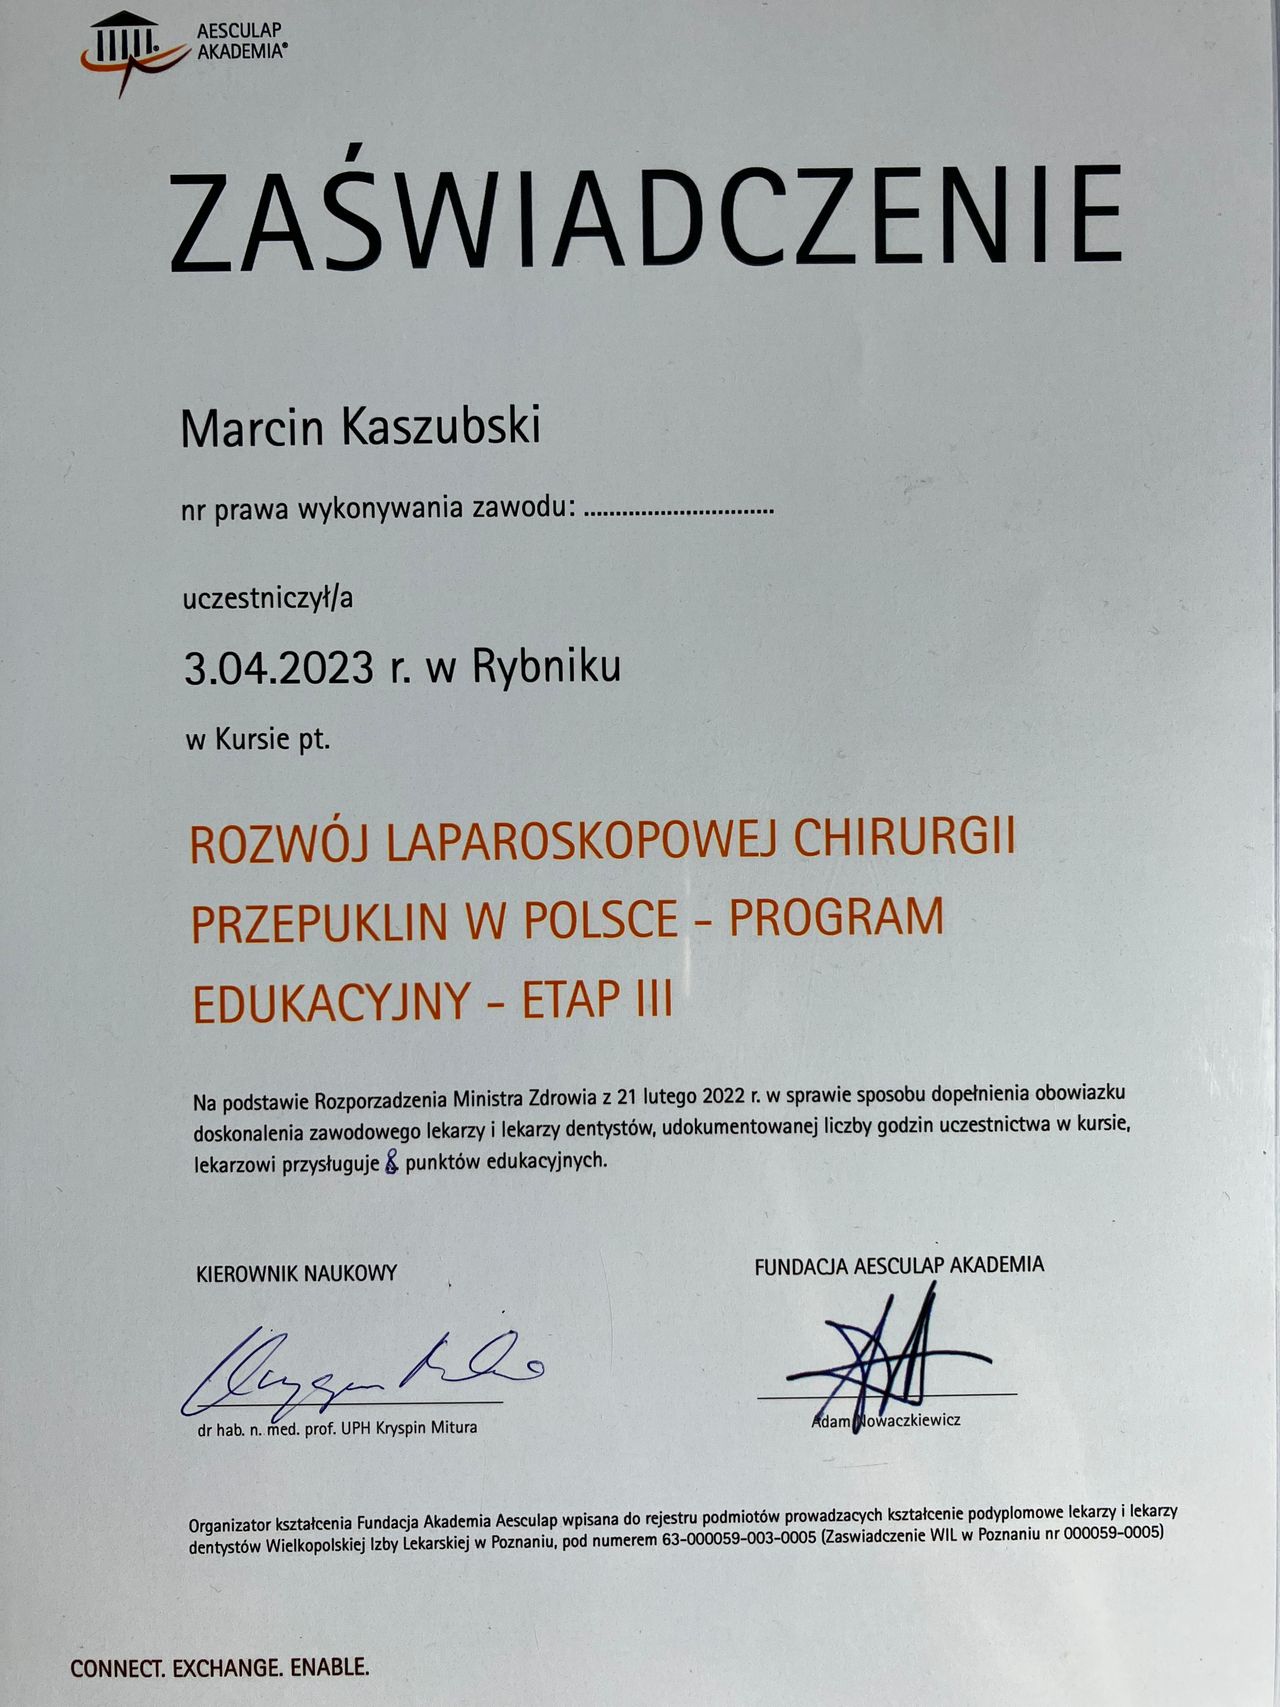 AESCULAP
AKADEMIA®
ZAŚWIADCZENIE
Marcin Kaszubski
nr prawa wykonywania zawodu: ..............................
uczestniczył/a
3.04.2023 r. w Rybniku
w Kursie pt.
ROZWÓJ LAPAROSKOPOWEJ CHIRURGII
PRZEPUKLIN W POLSCE - PROGRAM
EDUKACYJNY - ETAP III
Na podstawie Rozporzadzenia Ministra Zdrowia z 21 lutego 2022 r. w sprawie sposobu dopełnienia obowiazku
doskonalenia zawodowego lekarzy i lekarzy dentystów, udokumentowanej liczby godzin uczestnictwa w kursie,
lekarzowi przysługuje 8 punktów edukacyjnych.
KIEROWNIK NAUKOWY
FUNDACJA AESCULAP AKADEMIA
dr hab. n. med. prof. UPH Kryspin Mitura
Adam Nowaczkiewicz
Organizator kształcenia Fundacja Akademia Aesculap wpisana do rejestru podmiotów prowadzacych kształcenie podyplomowe lekarzy i lekarzy
dentystów Wielkopolskiej Izby Lekarskiej w Poznaniu, pod numerem 63-000059-003-0005 (Zaswiadczenie WIL w Poznaniu nr 000059-0005)
CONNECT. EXCHANGE. ENABLE.